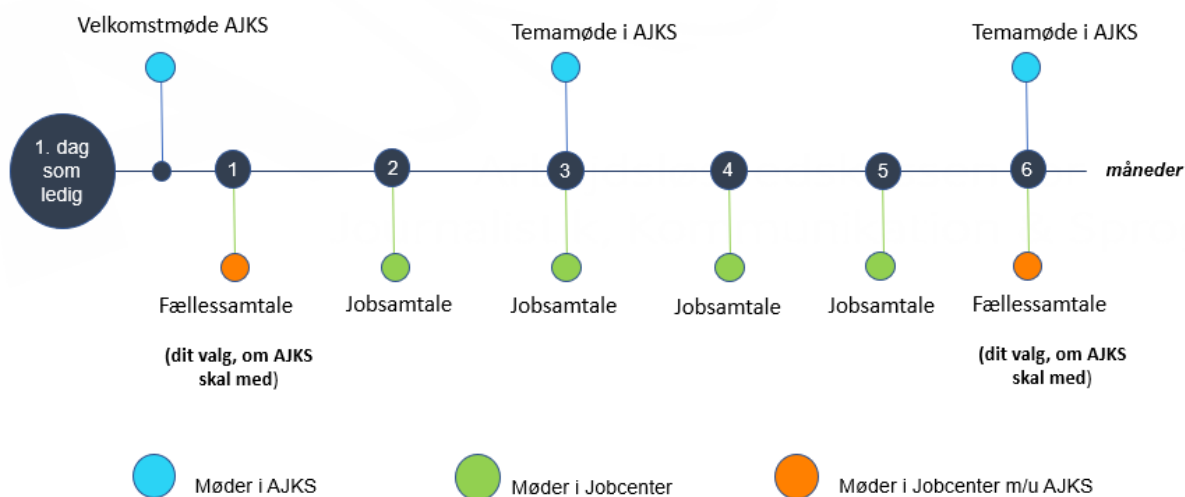 Velkomstmøde AJKS
Temamøde i AJKS
Temamøde i AJKS
1. dag
som
ledig
1
2
3
4
5
6
måneder
Fællessamtale
Jobsamtale
Jobsamtale
Jobsamtale
Jobsamtale
Fællessamtale
(dit valg, om AJKS
skal med)
(dit valg, om AJKS
skal med)
Møder i AJKS
Møder i Jobcenter
Møder i Jobcenter m/u AJKS